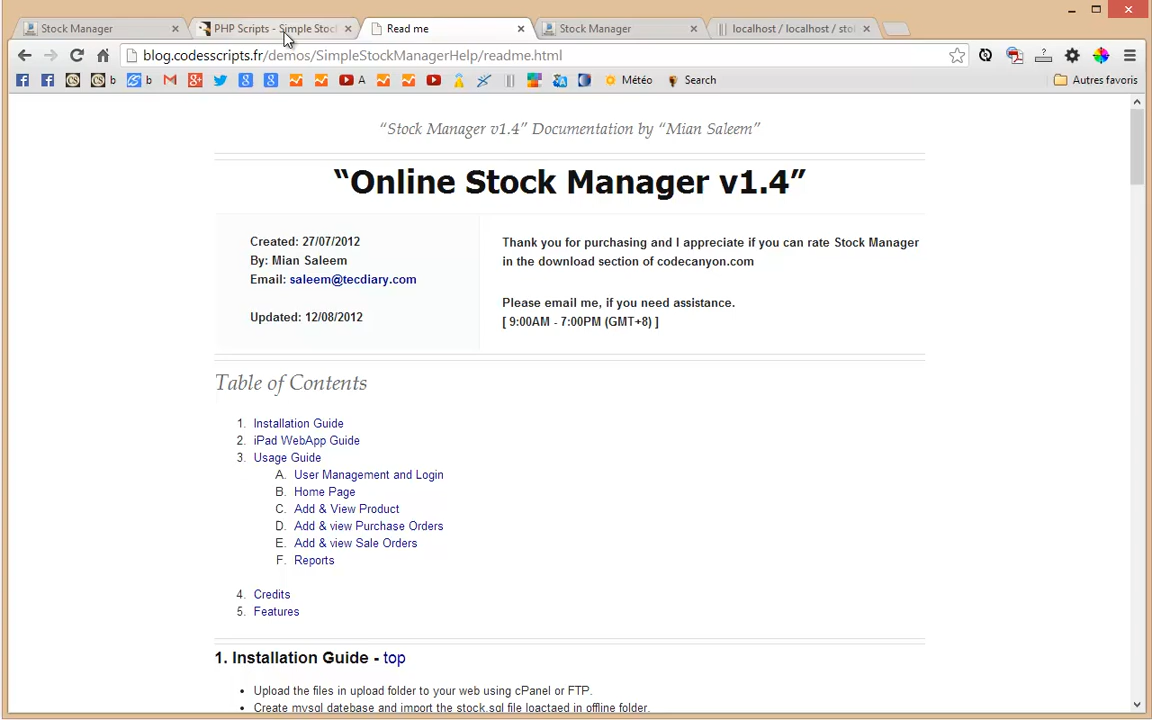 Stock Manager
PHP Scripts - Simple Stoc
Read me
Stock Manager
localhost / localhost / sto
blog.codesscripts.fr/demos/SimpleStockManagerHelp/readme.html
b
b
A
Météo
Search
Autres favoris
“Stock Manager v1.4” Documentation by “Mian Saleem”
“Online Stock Manager v1.4”
Created: 27/07/2012
By: Mian Saleem
Email: saleem@tecdiary.com
Updated: 12/08/2012
Thank you for purchasing and I appreciate if you can rate Stock Manager
in the download section of codecanyon.com
Please email me, if you need assistance.
[ 9:00AM - 7:00PM (GMT+8) ]
Table of Contents
1. Installation Guide
2. iPad WebApp Guide
3. Usage Guide
A. User Management and Login
B. Home Page
C. Add & View Product
D. Add & view Purchase Orders
E. Add & view Sale Orders
F. Reports
4. Credits
5. Features
1. Installation Guide - top
• Upload the files in upload folder to your web using cPanel or FTP.
• Create mysql datebase and import the stock.sql file loactaed in offline folder.